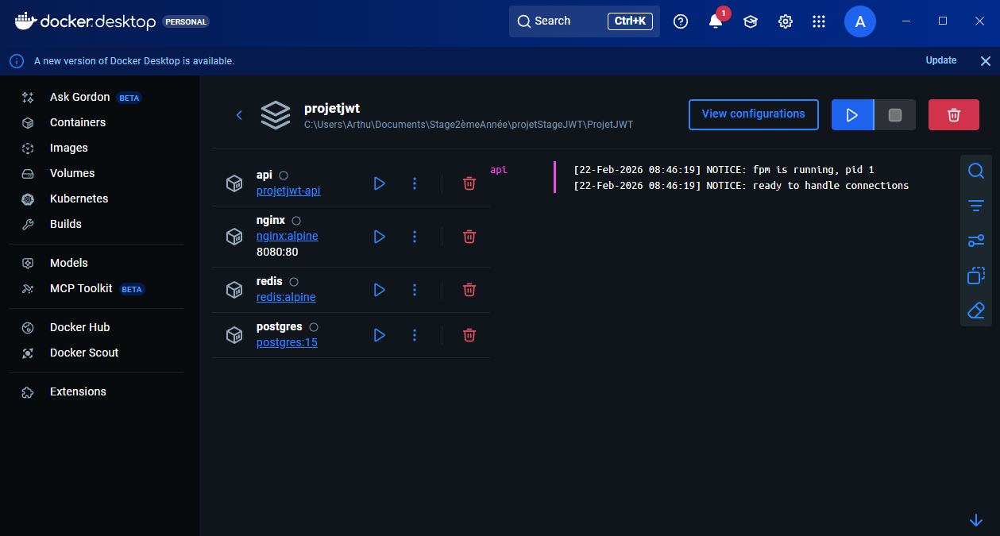 docker.desktop PERSONAL
Search Ctrl+K
1
A
A new version of Docker Desktop is available.
Update
Ask Gordon BETA
Containers
Images
Volumes
Kubernetes
Builds
Models
MCP Toolkit BETA
Docker Hub
Docker Scout
Extensions
projetjwt
C:\Users\Arthu\Documents\Stage2èmeAnnée\projetStageJWT\ProjetJWT
View configurations
api
projetjwt-api
nginx
nginx:alpine
8080:80
redis
redis:alpine
postgres
postgres:15
api
[22-Feb-2026 08:46:19] NOTICE: fpm is running, pid 1
[22-Feb-2026 08:46:19] NOTICE: ready to handle connections